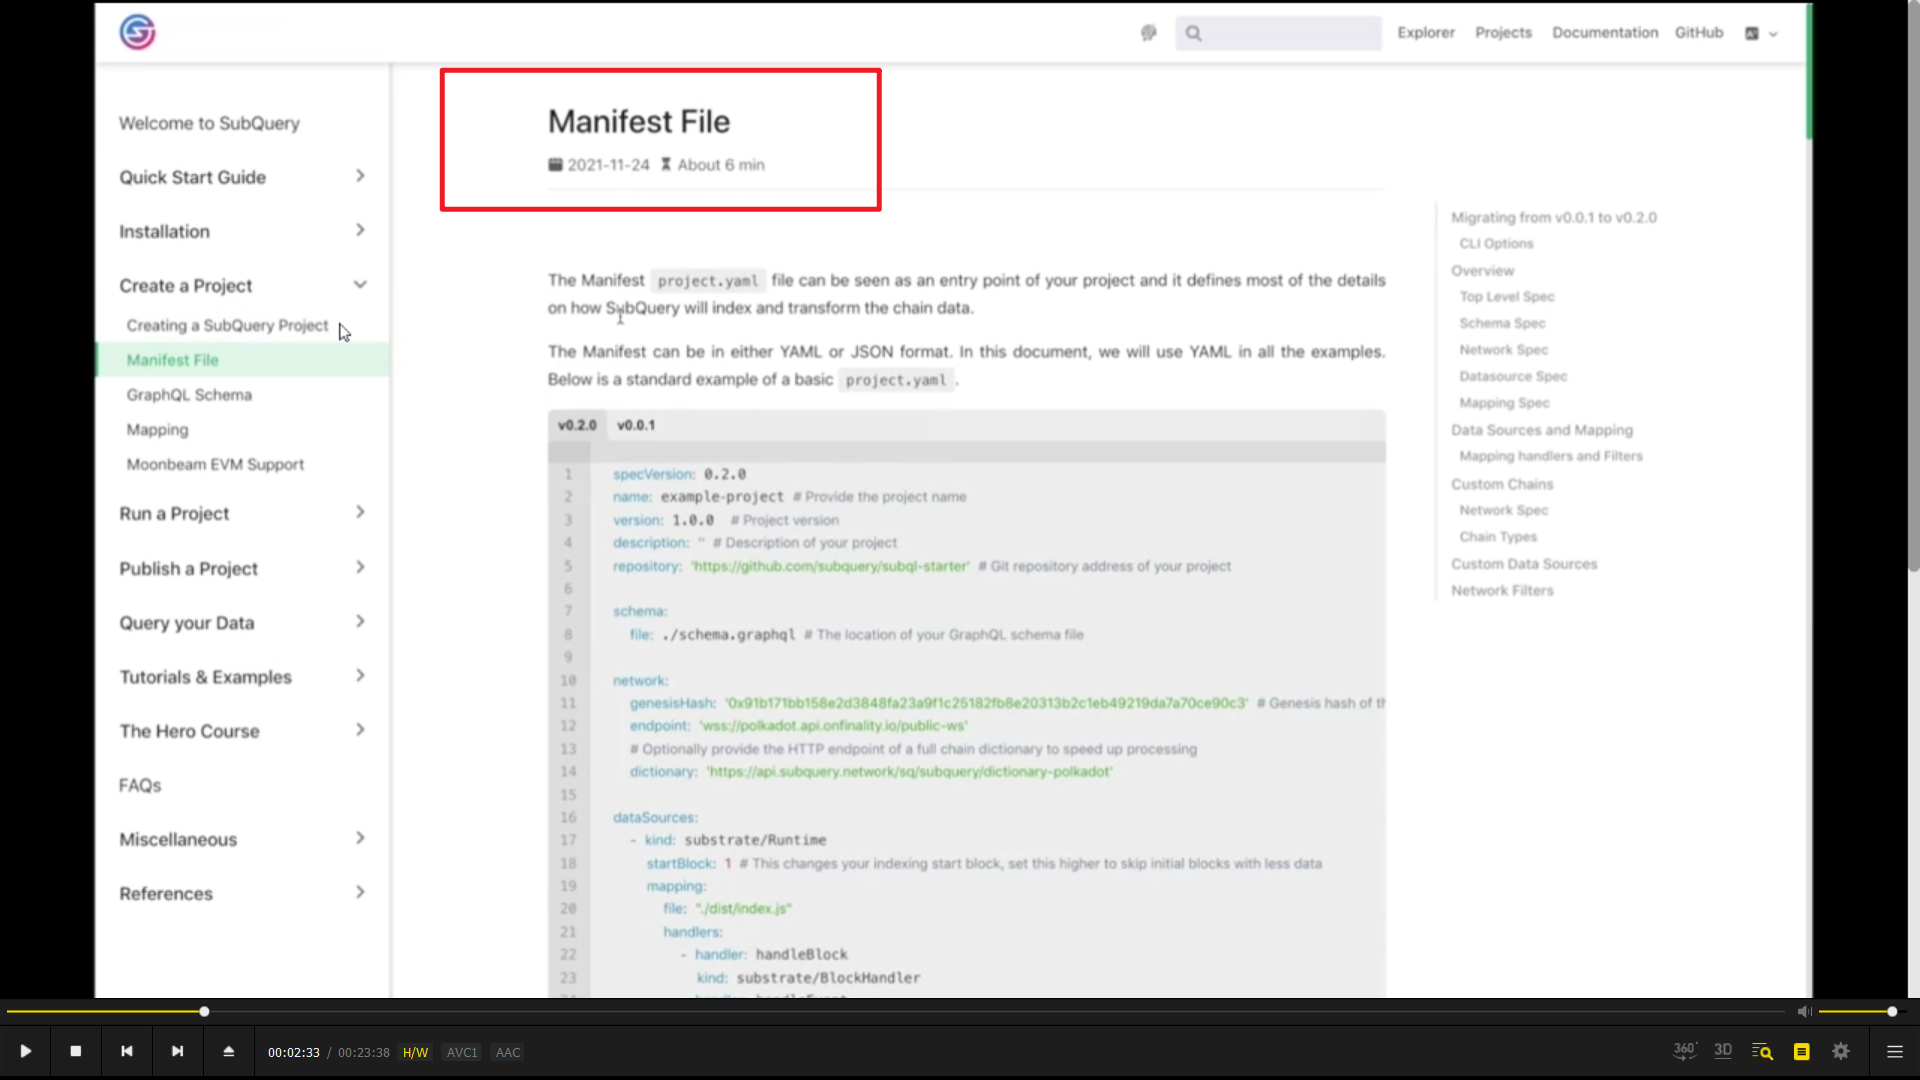 Explorer Projects Documentation GitHub
Welcome to SubQuery
Quick Start Guide
Installation
Create a Project
Creating a SubQuery Project
Manifest File
GraphQL Schema
Mapping
Moonbeam EVM Support
Run a Project
Publish a Project
Query your Data
Tutorials & Examples
The Hero Course
FAQs
Miscellaneous
References
Manifest File
2021-11-24 About 6 min
The Manifest project.yaml file can be seen as an entry point of your project and it defines most of the details
on how SubQuery will index and transform the chain data.
The Manifest can be in either YAML or JSON format. In this document, we will use YAML in all the examples.
Below is a standard example of a basic project.yaml .
v0.2.0 v0.0.1
1 specVersion: 0.2.0
2 name: example-project # Provide the project name
3 version: 1.0.0 # Project version
4 description: '' # Description of your project
5 repository: 'https://github.com/subquery/subql-starter' # Git repository address of your project
6
7 schema:
8 file: ./schema.graphql # The location of your GraphQL schema file
9
10 network:
11 genesisHash: '0x91b171bb158e2d3848fa23a9f1c25182fb8e20313b2c1eb49219da7a70ce90c3' # Genesis hash of th
12 endpoint: 'wss://polkadot.api.onfinality.io/public-ws'
13 # Optionally provide the HTTP endpoint of a full chain dictionary to speed up processing
14 dictionary: 'https://api.subquery.network/sq/subquery/dictionary-polkadot'
15
16 dataSources:
17 - kind: substrate/Runtime
18 startBlock: 1 # This changes your indexing start block, set this higher to skip initial blocks with less data
19 mapping:
20 file: "./dist/index.js"
21 handlers:
22 - handler: handleBlock
23 kind: substrate/BlockHandler
Migrating from v0.0.1 to v0.2.0
CLI Options
Overview
Top Level Spec
Schema Spec
Network Spec
Datasource Spec
Mapping Spec
Data Sources and Mapping
Mapping handlers and Filters
Custom Chains
Network Spec
Chain Types
Custom Data Sources
Network Filters
00:02:33 / 00:23:38 H/W AVC1 AAC
360° 3D